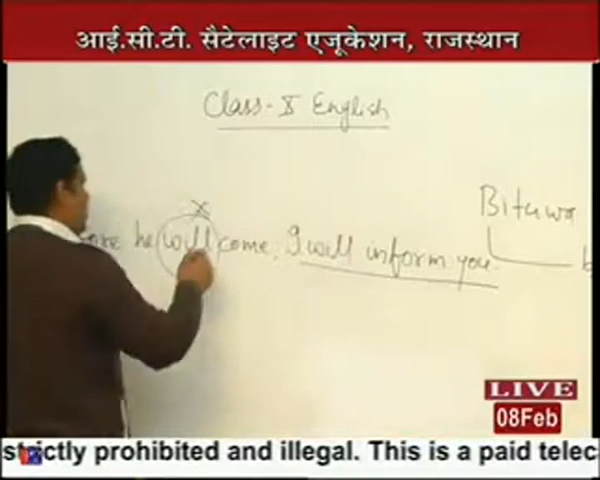 आई.सी.टी. सैटेलाइट एजूकेशन, राजस्थान
Class-X English
x
he will come, I will inform you.
LIVE
08Feb
strictly prohibited and illegal. This is a paid telec